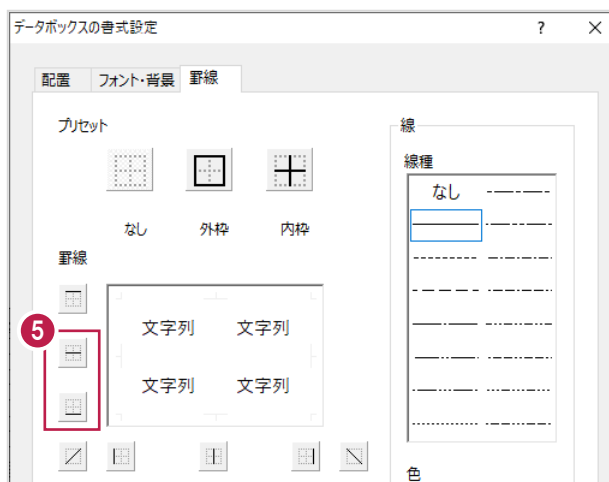 データボックスの書式設定 ? ×
配置 フォント・背景 罫線
プリセット
なし 外枠 内枠
罫線
文字列 文字列
文字列 文字列
5
線
線種
なし
色